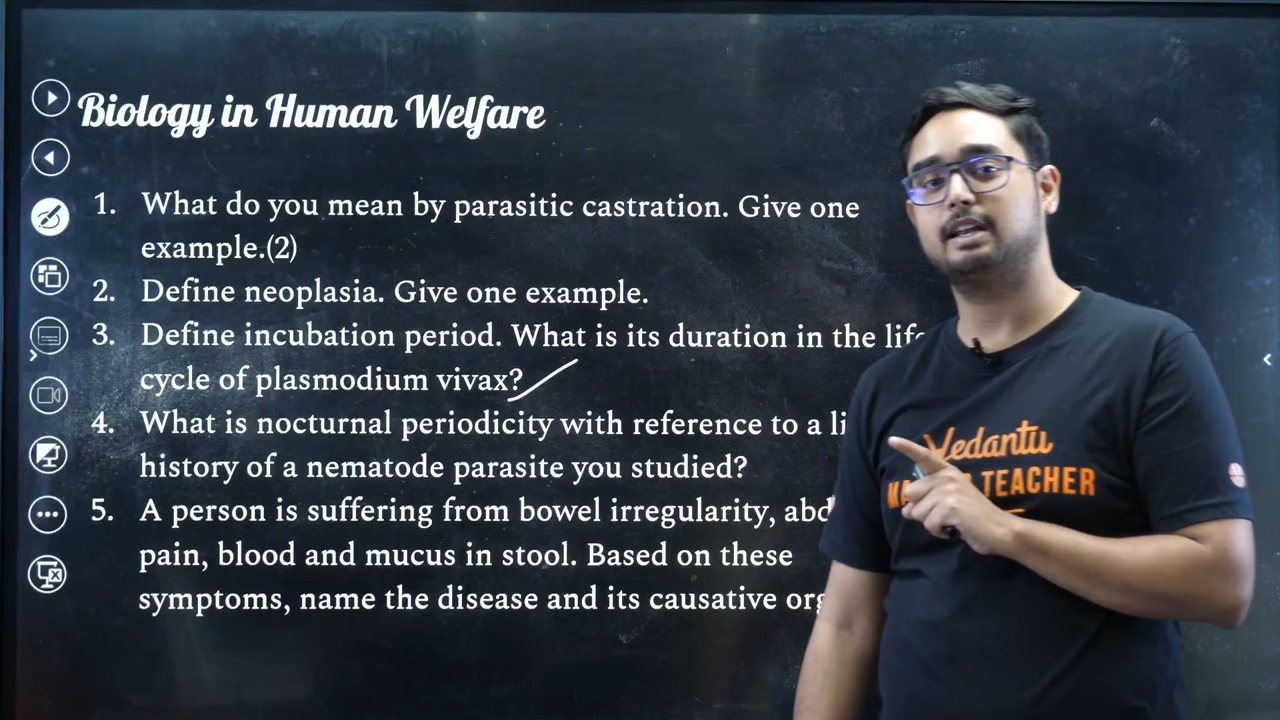 Biology in Human Welfare
1. What do you mean by parasitic castration. Give one
example.(2)
2. Define neoplasia. Give one example.
3. Define incubation period. What is its duration in the
cycle of plasmodium vivax?
4. What is nocturnal periodicity with reference to a
history of a nematode parasite you studied?
5. A person is suffering from bowel irregularity,
pain, blood and mucus in stool. Based on these
symptoms, name the disease and its causative
Vedantu
TEACHER